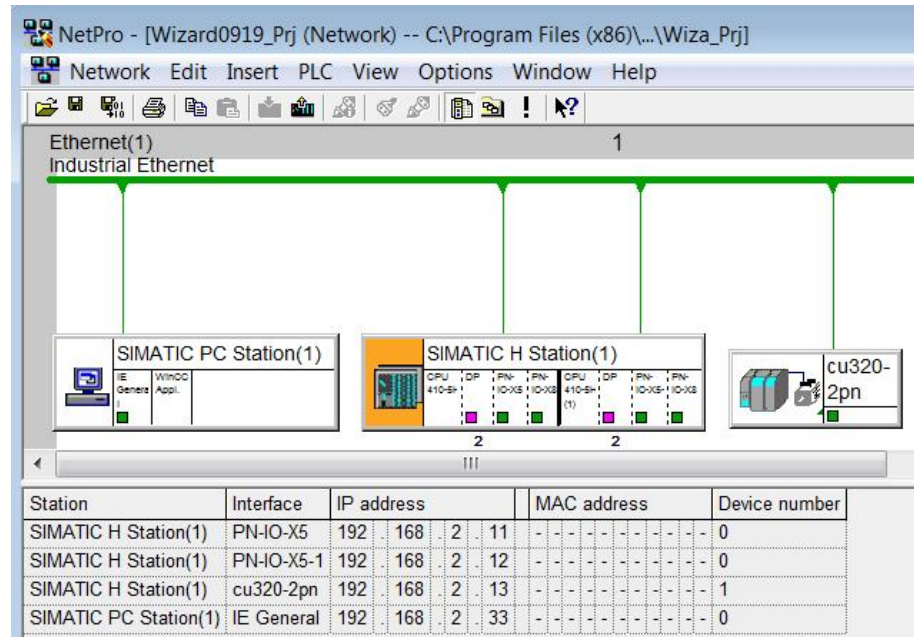 NetPro - [Wizard0919_Prj (Network) -- C:\Program Files (x86)\...\Wiza_Prj]
Network Edit Insert PLC View Options Window Help
Ethernet(1) 1
Industrial Ethernet
SIMATIC PC Station(1)
IE General WinCC Appl.
SIMATIC H Station(1)
CPU 410-5H DP PN-IO-X5 PN-IO-X8 CPU 410-5H (1) DP PN-IO-X5- PN-IO-X8
cu320-
2pn
2 2
Station Interface IP address MAC address Device number
SIMATIC H Station(1) PN-IO-X5 192 . 168 . 2 . 11 - - - - - - - - - - - 0
SIMATIC H Station(1) PN-IO-X5-1 192 . 168 . 2 . 12 - - - - - - - - - - - 0
SIMATIC H Station(1) cu320-2pn 192 . 168 . 2 . 13 - - - - - - - - - - - 1
SIMATIC PC Station(1) IE General 192 . 168 . 2 . 33 - - - - - - - - - - - 0